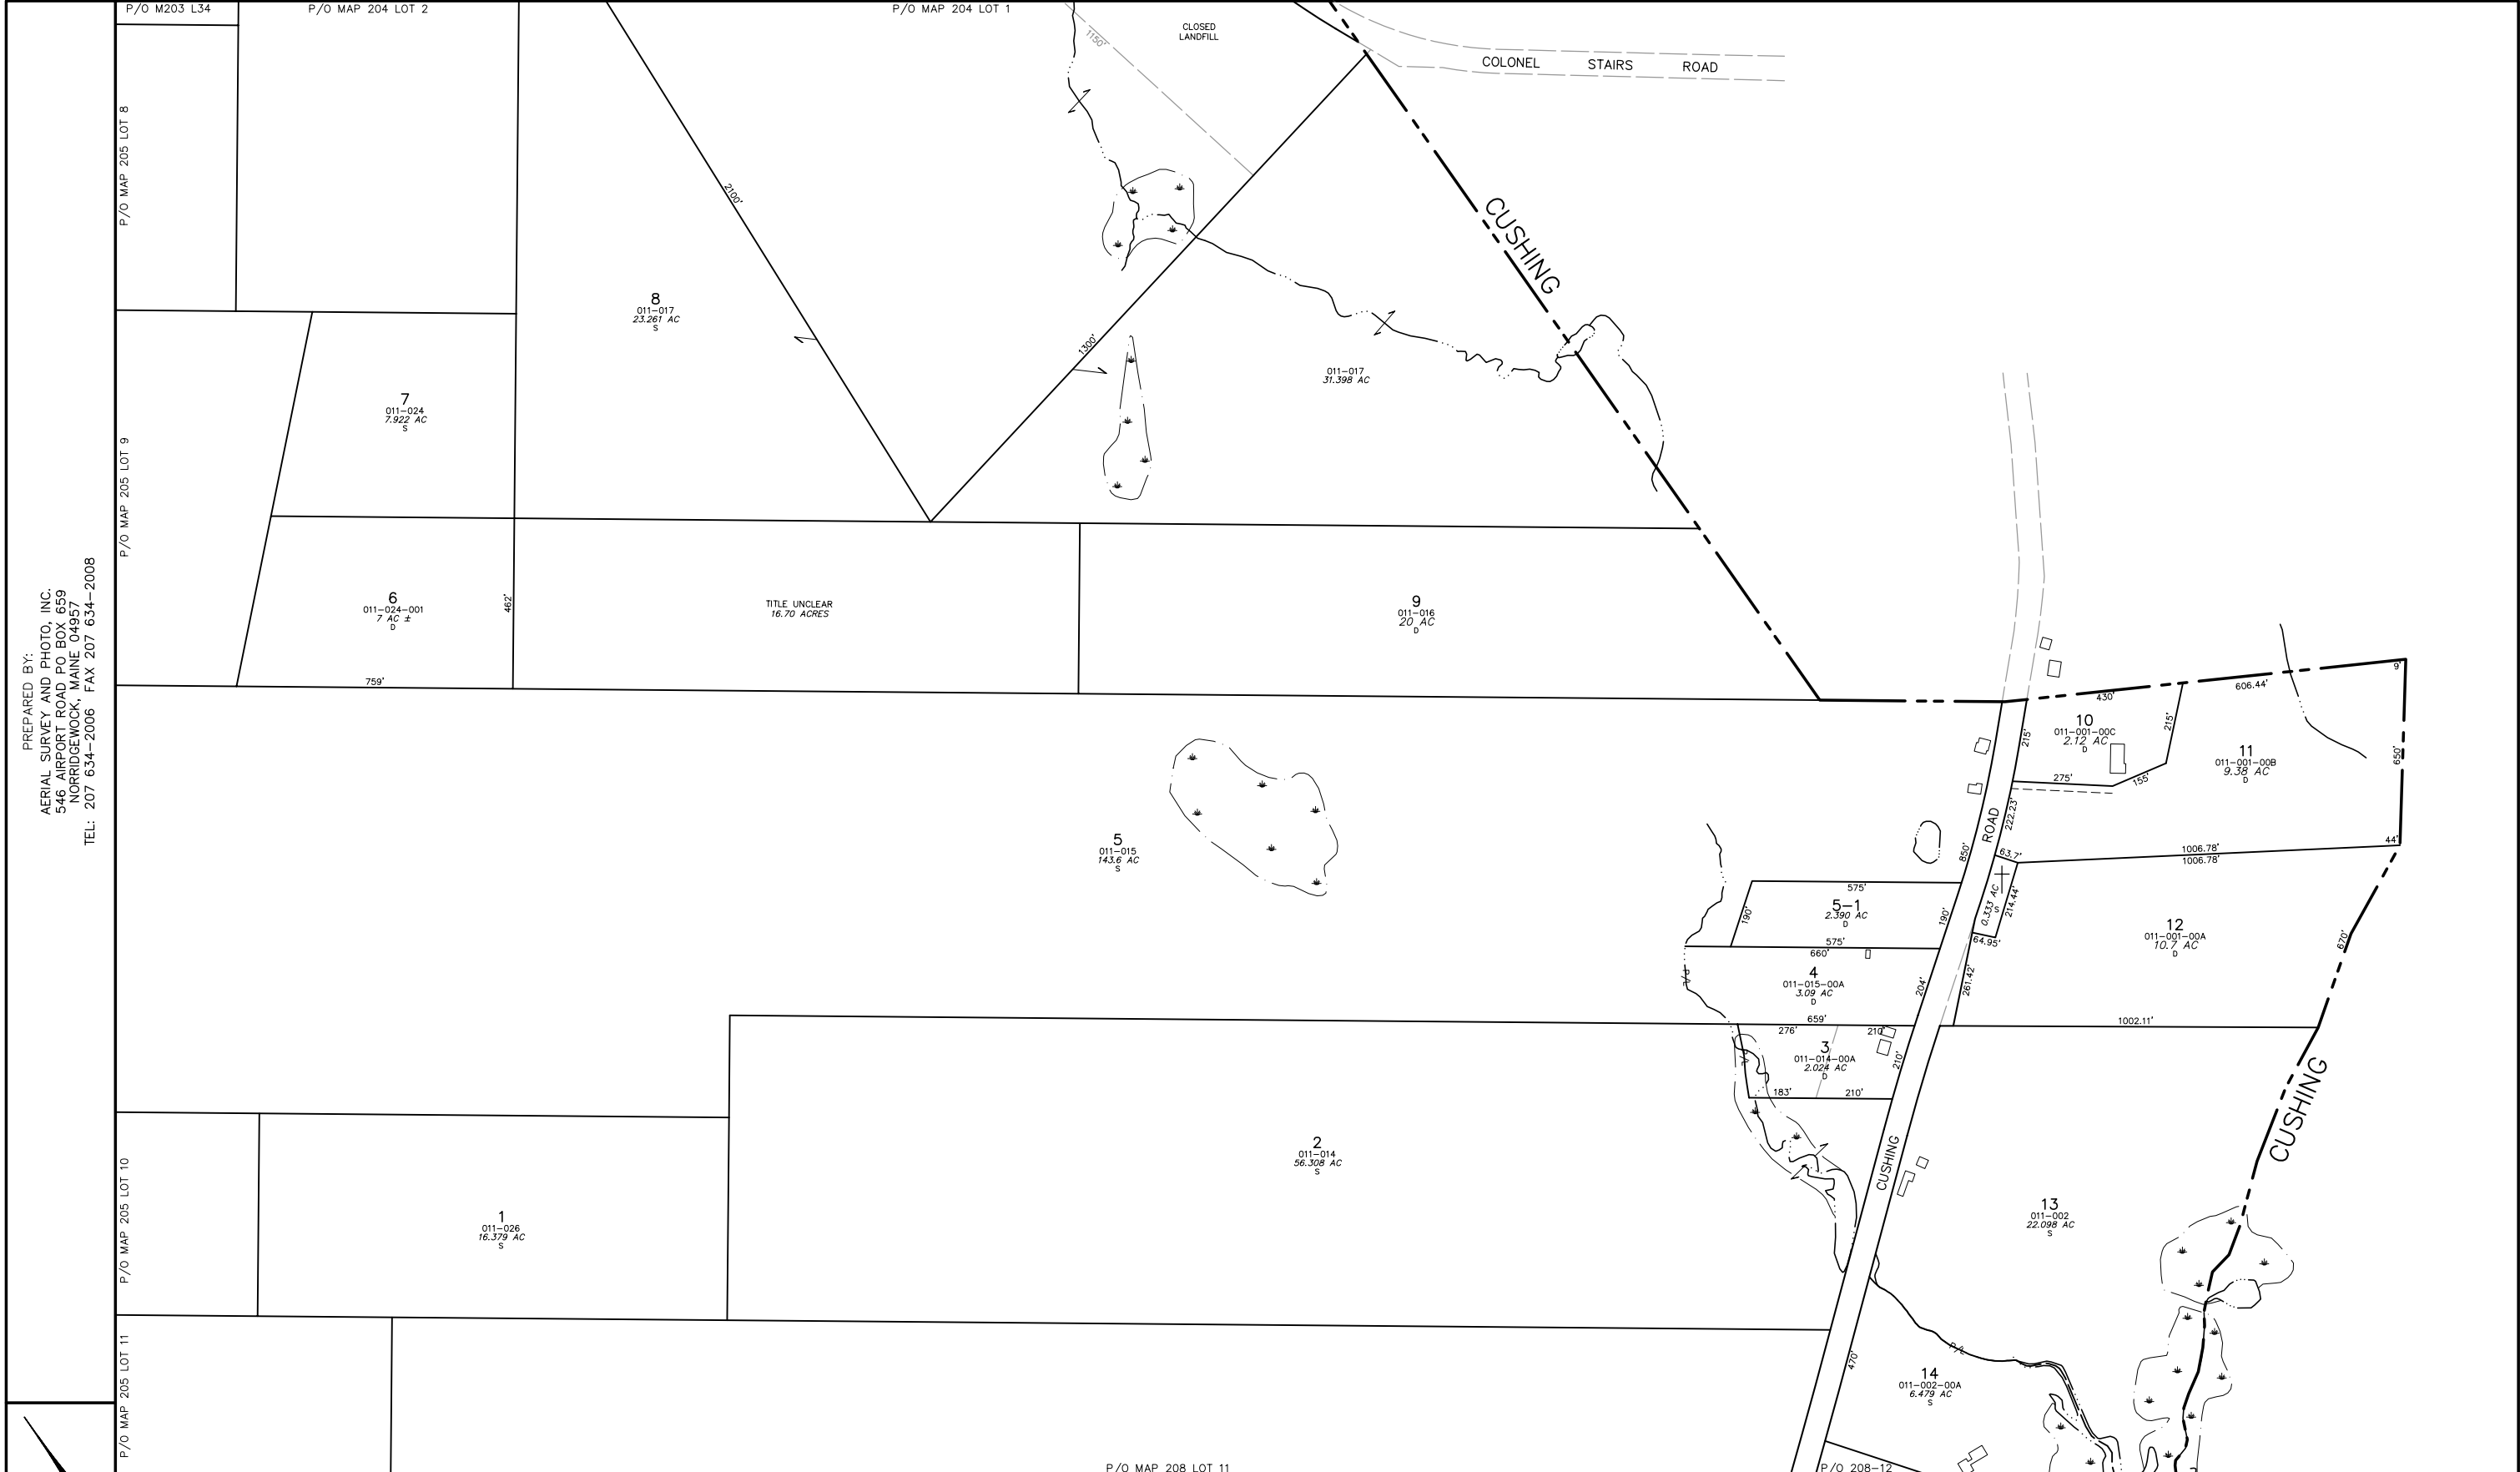 P/O M203 L34
P/O MAP 204 LOT 2
P/O MAP 204 LOT 1
CLOSED
LANDFILL
1150'
COLONEL STAIRS ROAD
P/O MAP 205 LOT 8
2100'
CUSHING
8
011-017
23.261 AC
S
1300'
011-017
31.398 AC
7
011-024
7.922 AC
S
P/O MAP 205 LOT 9
6
011-024-001
7 AC ±
D
462'
TITLE UNCLEAR
16.70 ACRES
9
011-016
20 AC
D
759'
PREPARED BY:
AERIAL SURVEY AND PHOTO, INC.
546 AIRPORT ROAD PO BOX 659
NORRIDGEWOCK, MAINE 04957
TEL: 207 634-2006 FAX 207 634-2008
9'
606.44'
430'
10
011-001-00C
2.12 AC
D
215'
215'
11
011-001-00B
9.38 AC
D
650'
275'
155'
222.23'
ROAD
44'
1006.78'
1006.78'
63.7'
850'
5
011-015
143.6 AC
S
575'
5-1
2.390 AC
D
190'
190'
575'
0.333 AC
S
214.44'
64.95'
12
011-001-00A
10.7 AC
D
670'
660'
4
011-015-00A
3.09 AC
D
P/L
204'
261.42'
659'
1002.11'
276'
210'
3
011-014-00A
2.024 AC
D
P/L
210'
183'
210'
CUSHING
CUSHING
2
011-014
56.308 AC
S
P/O MAP 205 LOT 10
1
011-026
16.379 AC
S
13
011-002
22.098 AC
S
P/O MAP 205 LOT 11
470'
P/L
14
011-002-00A
6.479 AC
S
P/O MAP 208 LOT 11
P/O 208-12